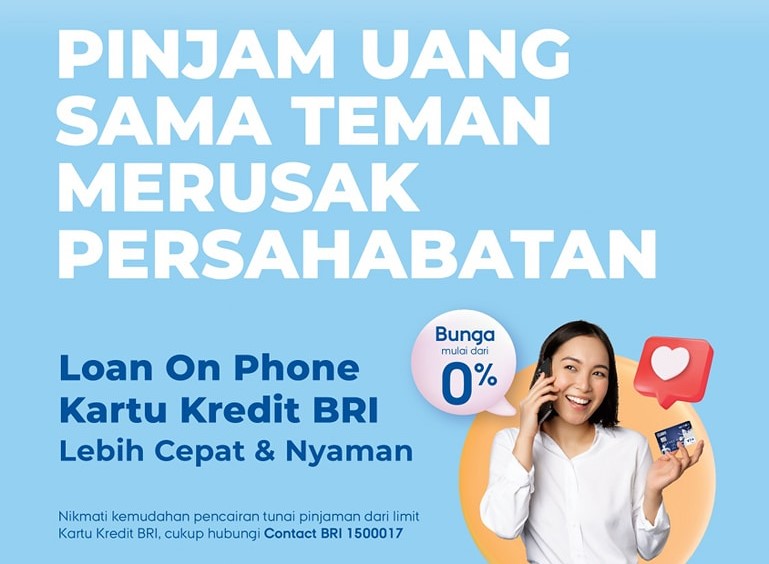 PINJAM UANG
SAMA TEMAN
MERUSAK
PERSAHABATAN
Bunga
mulai dari
0%
Loan On Phone
Kartu Kredit BRI
Lebih Cepat & Nyaman
Nikmati kemudahan pencairan tunai pinjaman dari limit
Kartu Kredit BRI, cukup hubungi Contact BRI 1500017